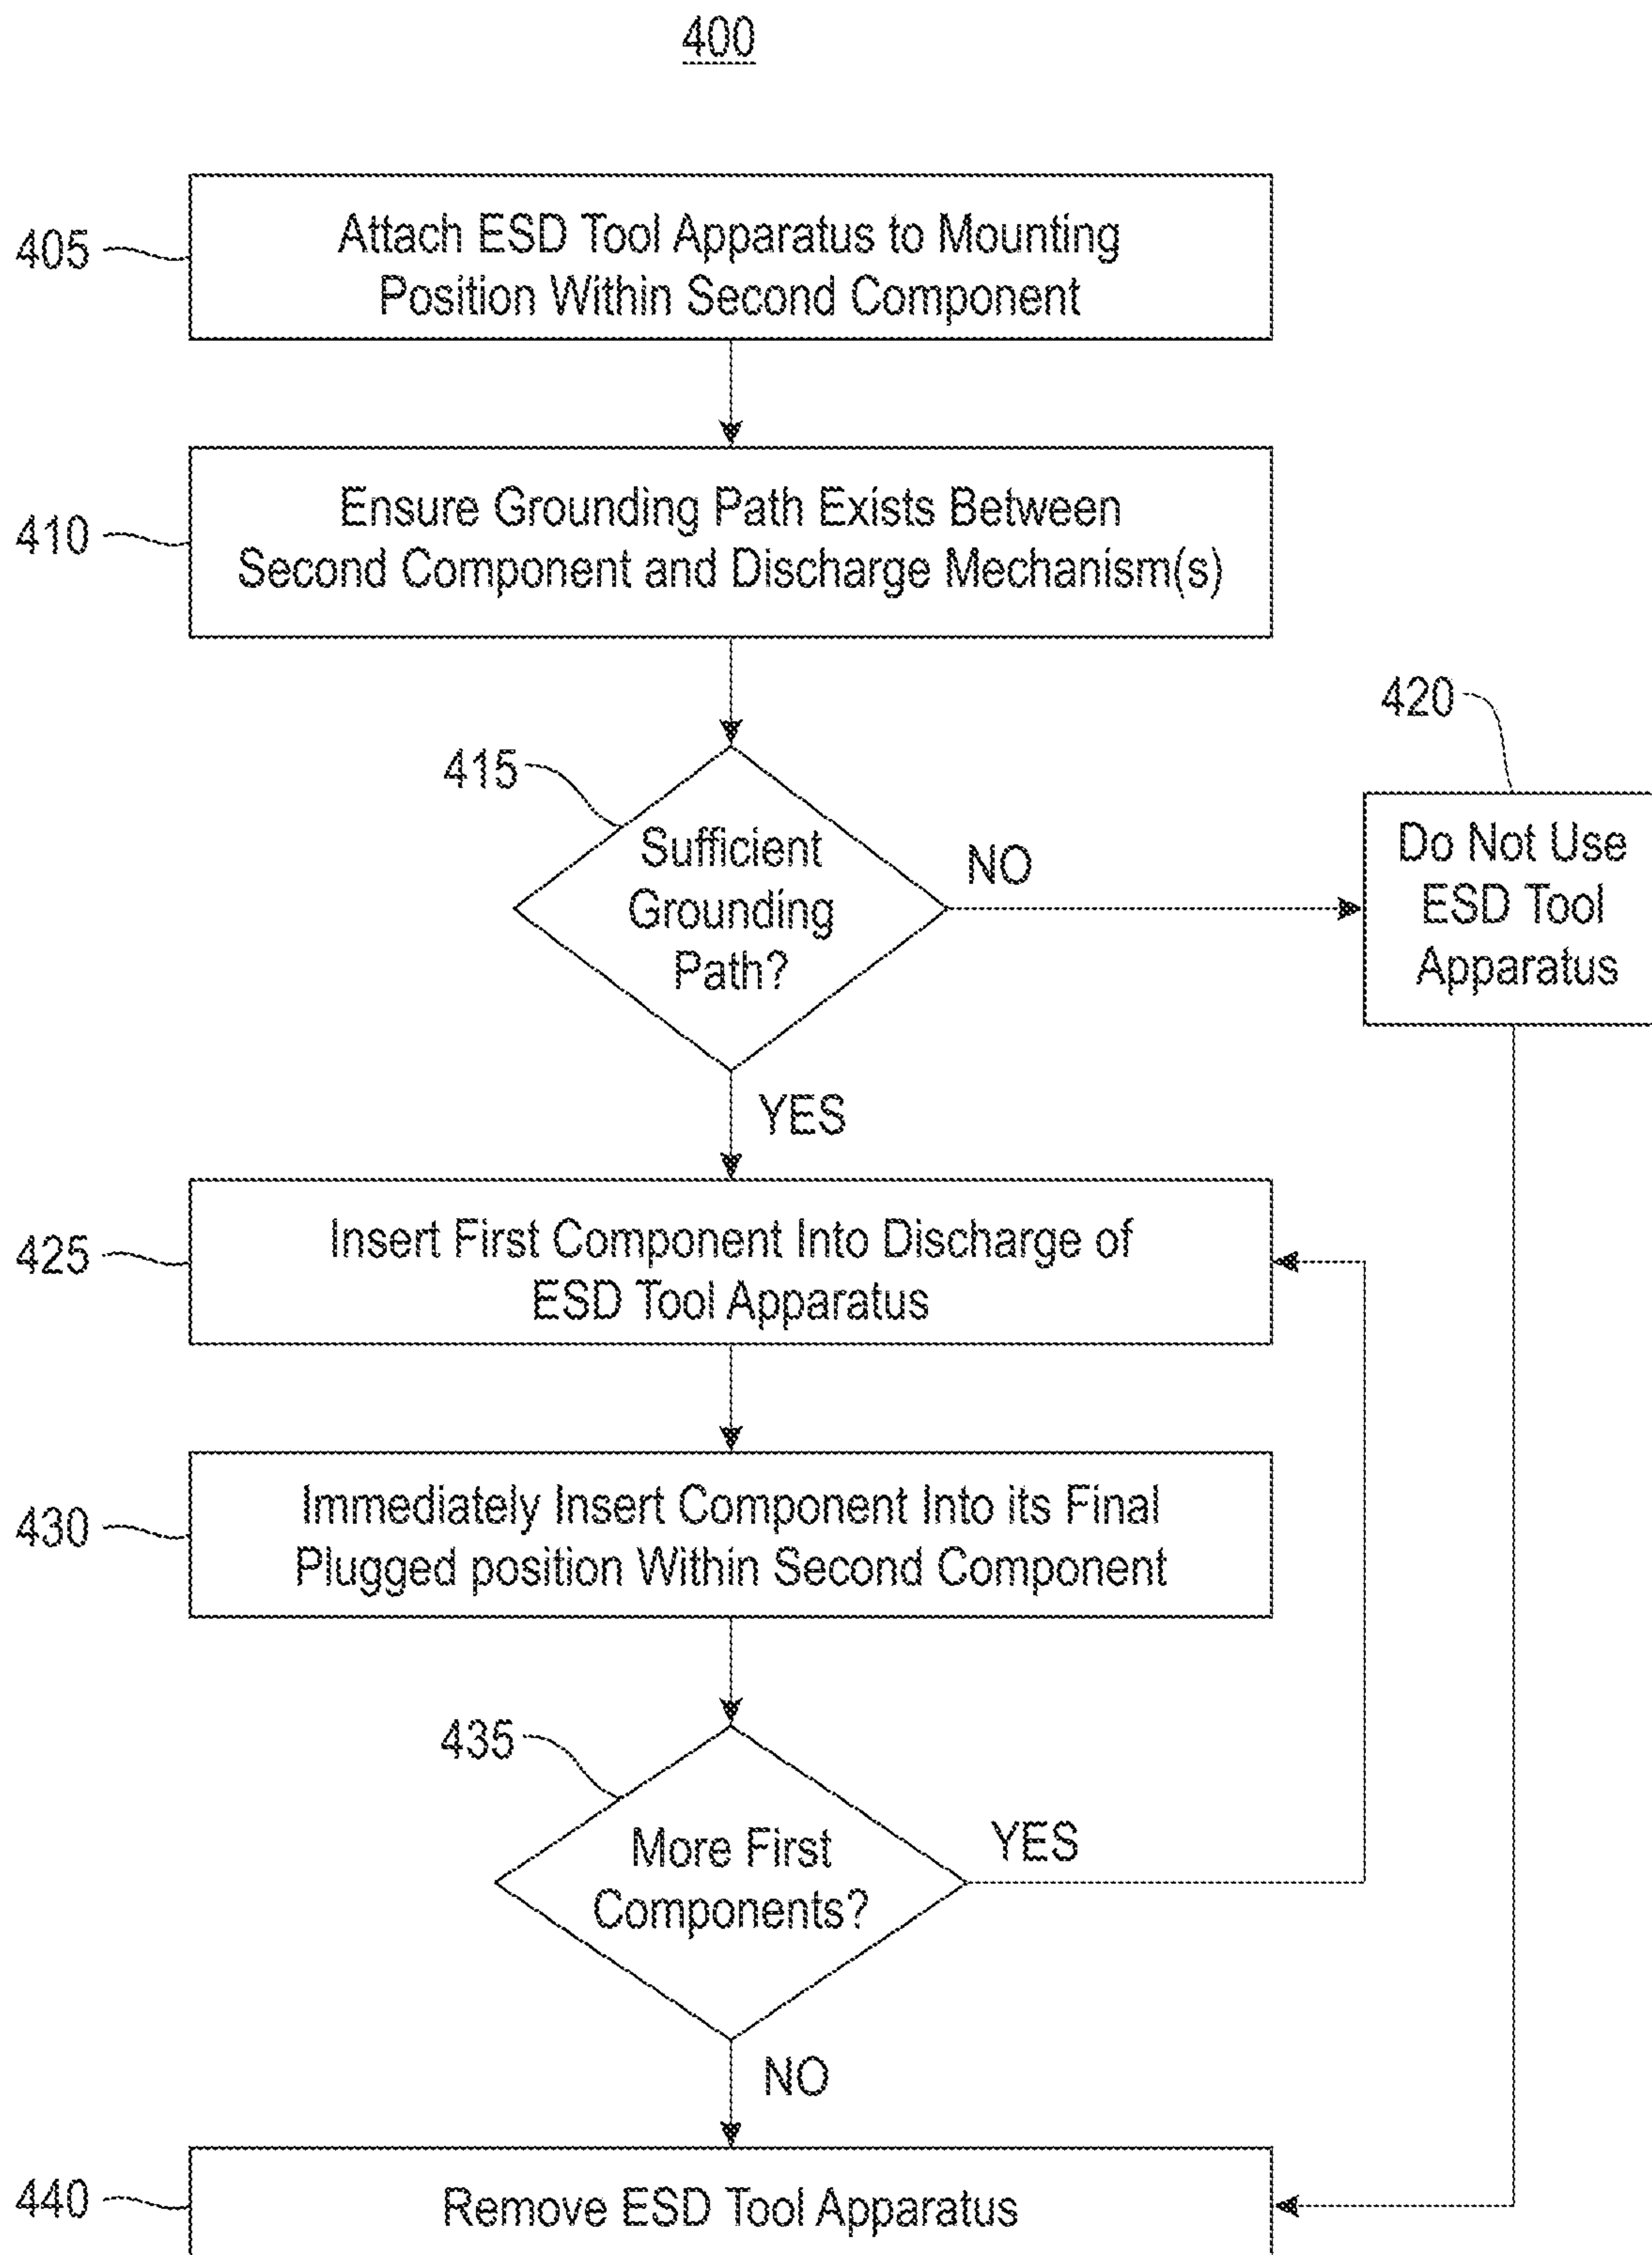 400
405
Attach ESD Tool Apparatus to Mounting
Position Within Second Component
410
Ensure Grounding Path Exists Between
Second Component and Discharge Mechanism(s)
415
Sufficient
Grounding
Path?
NO
420
Do Not Use
ESD Tool
Apparatus
YES
425
Insert First Component Into Discharge of
ESD Tool Apparatus
430
Immediately Insert Component Into its Final
Plugged position Within Second Component
435
More First
Components?
YES
NO
440
Remove ESD Tool Apparatus